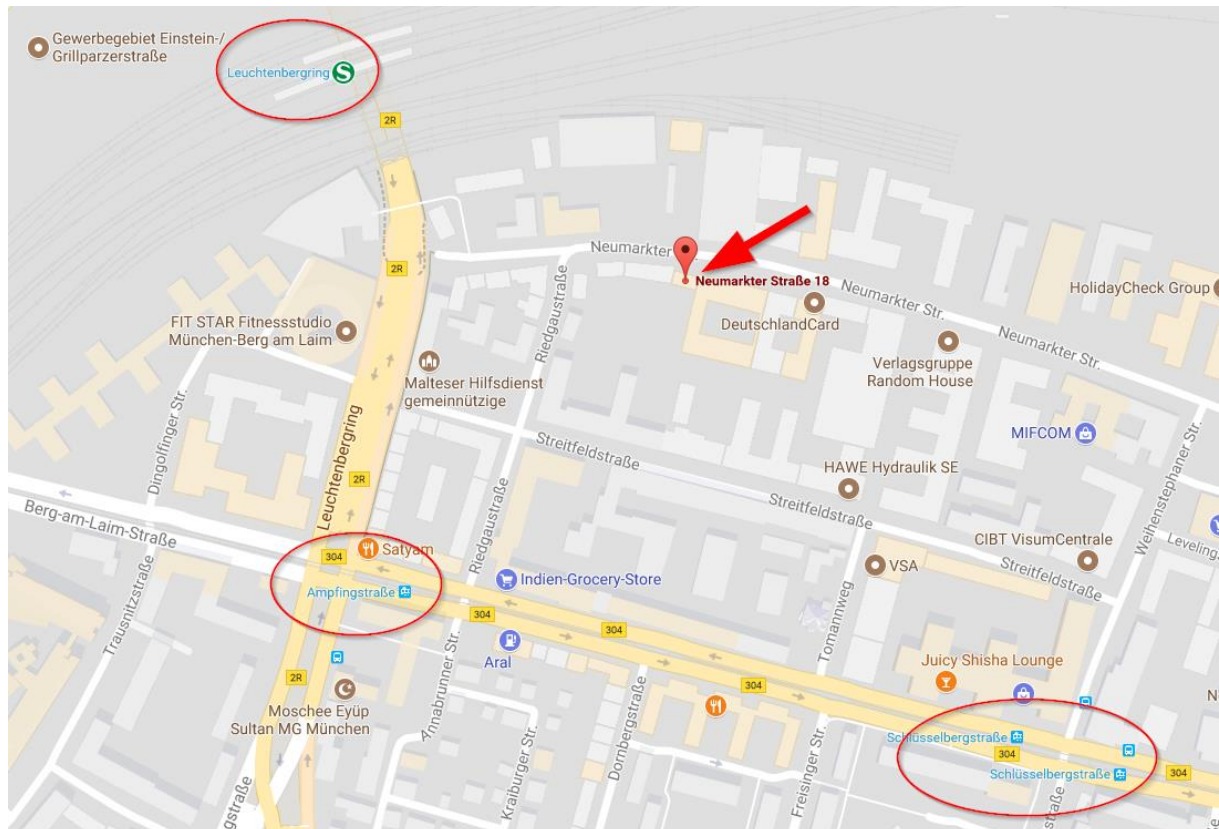 Gewerbegebiet Einstein-/
Grillparzerstraße
Leuchtenbergring S
2R
2R
Neumarkter
Neumarkter Straße 18
Neumarkter Str.
Neumarkter Str.
HolidayCheck Group
DeutschlandCard
Verlagsgruppe
Random House
FIT STAR Fitnessstudio
München-Berg am Laim
Malteser Hilfsdienst
gemeinnützige
Riedgaustraße
Dingolfinger Str.
Leuchtenbergring
2R
MIFCOM
Streitfeldstraße
HAWE Hydraulik SE
Streitfeldstraße
Weihenstephaner Str.
Berg-am-Laim-Straße
Riedgaustraße
CIBT VisumCentrale
Leveling
304
Satyam
VSA
Streitfeldstraße
Indien-Grocery-Store
Ampfingstraße
304
304
Trausnitzstraße
Tomannweg
Aral
Annabrunner Str.
Juicy Shisha Lounge
2R
304
Moschee Eyüp
Sultan MG München
Kraiburger Str.
Dornbergstraße
Freisinger Str.
N
Schlüsselbergstraße
304
Schlüsselbergstraße
304
gstraße
straße